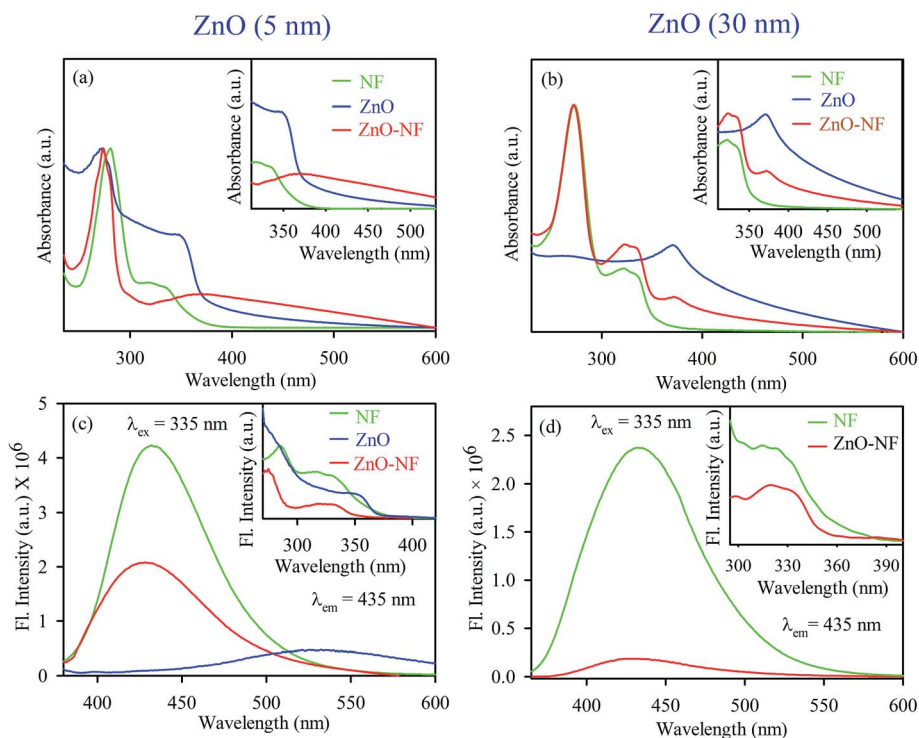 ZnO (5 nm)
ZnO (30 nm)
(a)
NF
ZnO
ZnO-NF
Absorbance (a.u.)
350 400 450 500
Wavelength (nm)
Absorbance (a.u.)
300 400 500 600
Wavelength (nm)
(b)
NF
ZnO
ZnO-NF
Absorbance (a.u.)
350 400 450 500
Wavelength (nm)
Absorbance (a.u.)
300 400 500 600
Wavelength (nm)
(c)
λex = 335 nm
NF
ZnO
ZnO-NF
Fl. Intensity (a.u.)
300 350 400
Wavelength (nm)
λem = 435 nm
Fl. Intensity (a.u.) X 10^6
5
4
3
2
1
0
400 450 500 550 600
Wavelength (nm)
(d)
λex = 335 nm
NF
ZnO-NF
Fl. Intensity (a.u.)
300 320 340 360 380 400
Wavelength (nm)
λem = 435 nm
Fl. Intensity (a.u.) × 10^6
2.5
2.0
1.5
1.0
0.5
0.0
400 450 500 550 600
Wavelength (nm)